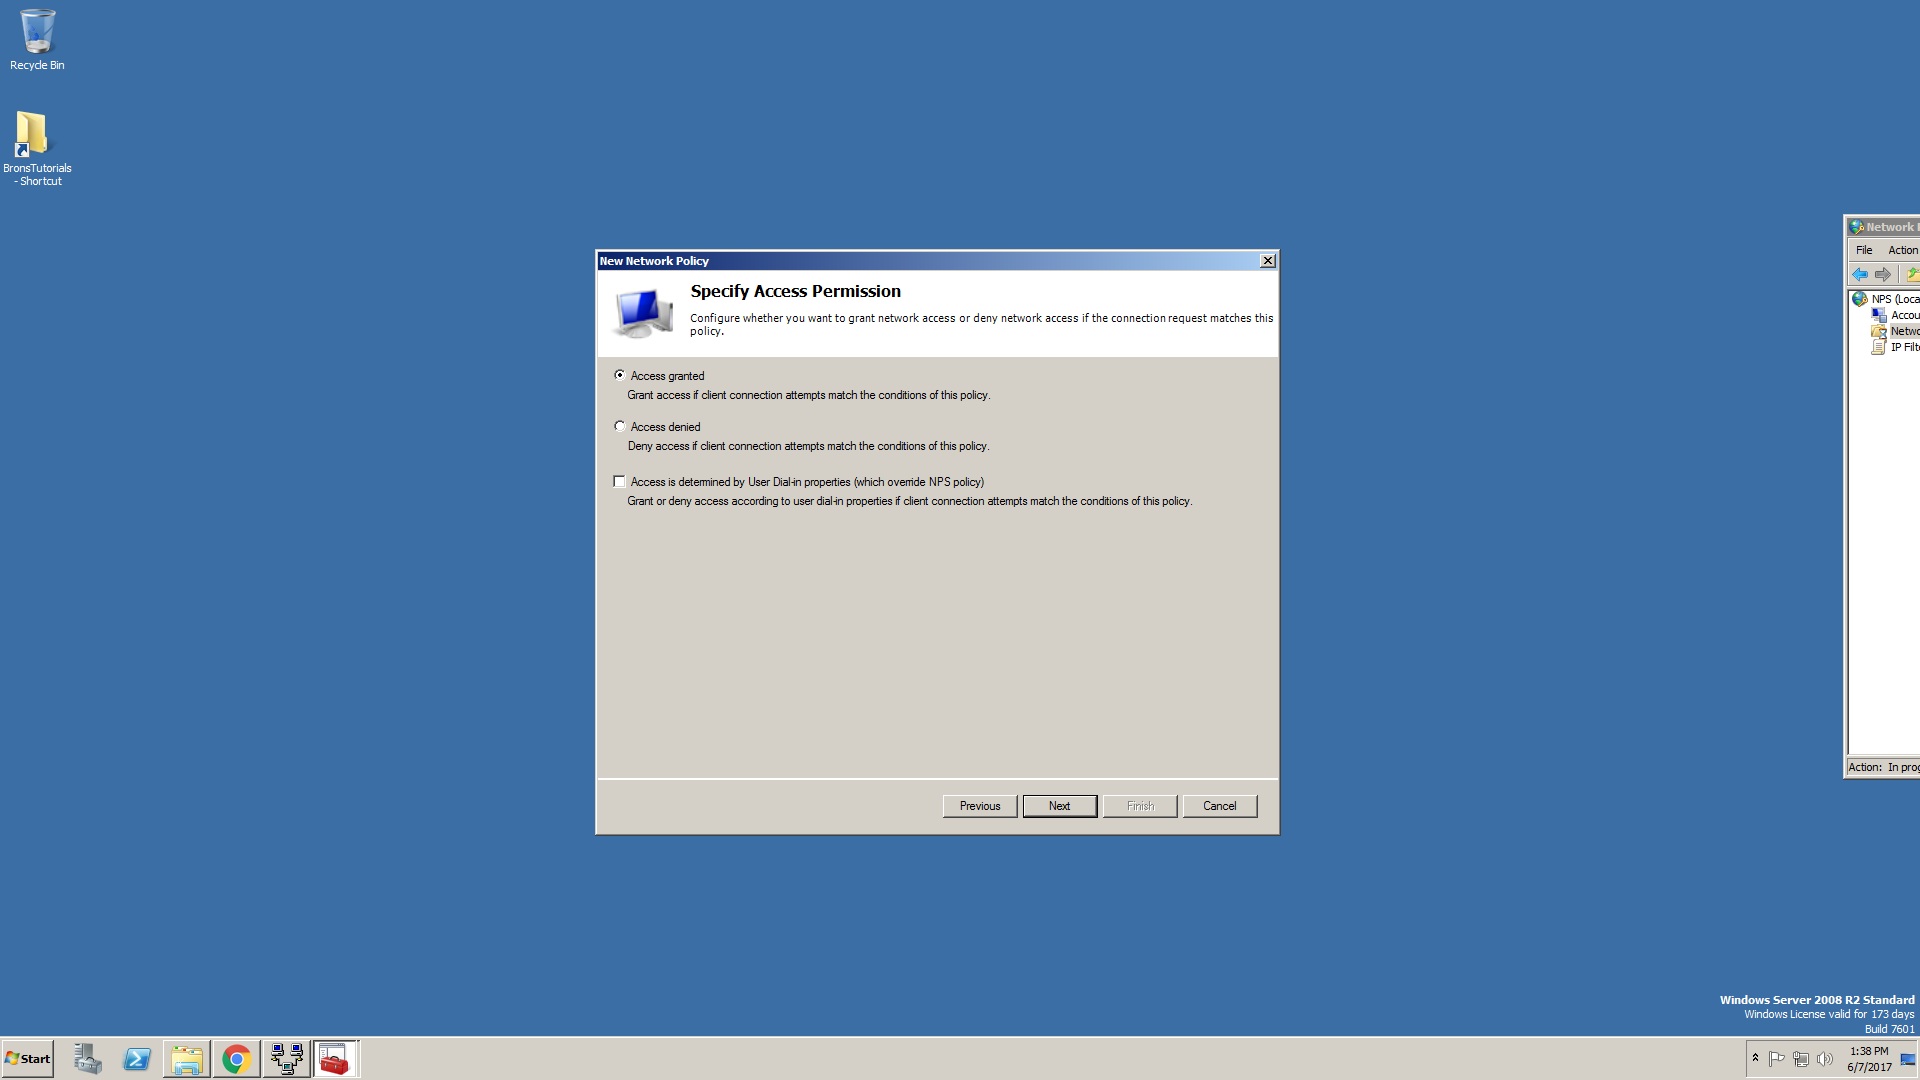 Recycle Bin
BronsTutorials
- Shortcut
New Network Policy
Specify Access Permission
Configure whether you want to grant network access or deny network access if the connection request matches this
policy.
Access granted
Grant access if client connection attempts match the conditions of this policy.
Access denied
Deny access if client connection attempts match the conditions of this policy.
Access is determined by User Dial-in properties (which override NPS policy)
Grant or deny access according to user dial-in properties if client connection attempts match the conditions of this policy.
Previous
Next
Finish
Cancel
Network
File Action
NPS (Loca
Accou
Netwo
IP Filt
Action: In prog
Windows Server 2008 R2 Standard
Windows License valid for 173 days
Build 7601
Start
1:38 PM
6/7/2017